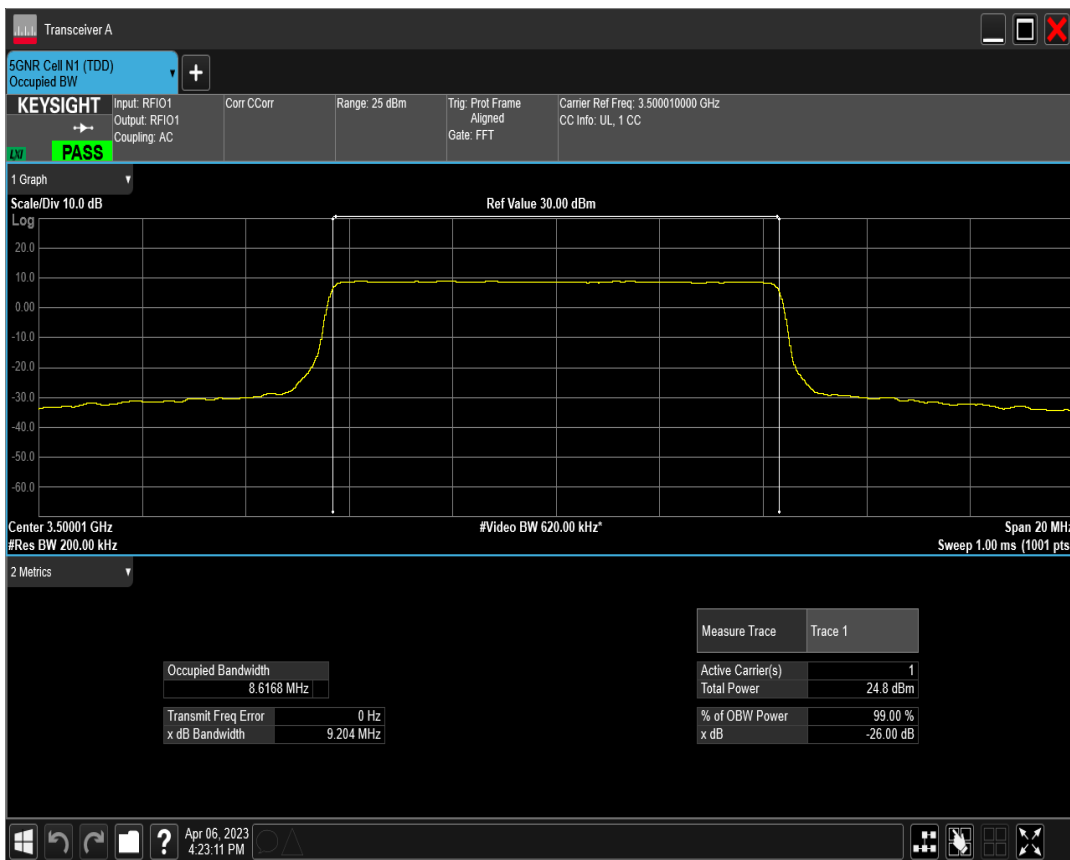 Transceiver A
5GNR Cell N1 (TDD)
Occupied BW
+
KEYSIGHT
LXI
PASS
Input: RFIO1
Output: RFIO1
Coupling: AC
Corr CCorr
Range: 25 dBm
Trig: Prot Frame
Aligned
Gate: FFT
Carrier Ref Freq: 3.500010000 GHz
CC Info: UL, 1 CC
1 Graph
Scale/Div 10.0 dB
Ref Value 30.00 dBm
Log
20.0
10.0
0.00
-10.0
-20.0
-30.0
-40.0
-50.0
-60.0
Center 3.50001 GHz
#Video BW 620.00 kHz*
Span 20 MHz
#Res BW 200.00 kHz
Sweep 1.00 ms (1001 pts
2 Metrics
Measure Trace Trace 1
Occupied Bandwidth
8.6168 MHz
Active Carrier(s) 1
Total Power 24.8 dBm
Transmit Freq Error 0 Hz
x dB Bandwidth 9.204 MHz
% of OBW Power 99.00 %
x dB -26.00 dB
?
Apr 06, 2023
4:23:11 PM